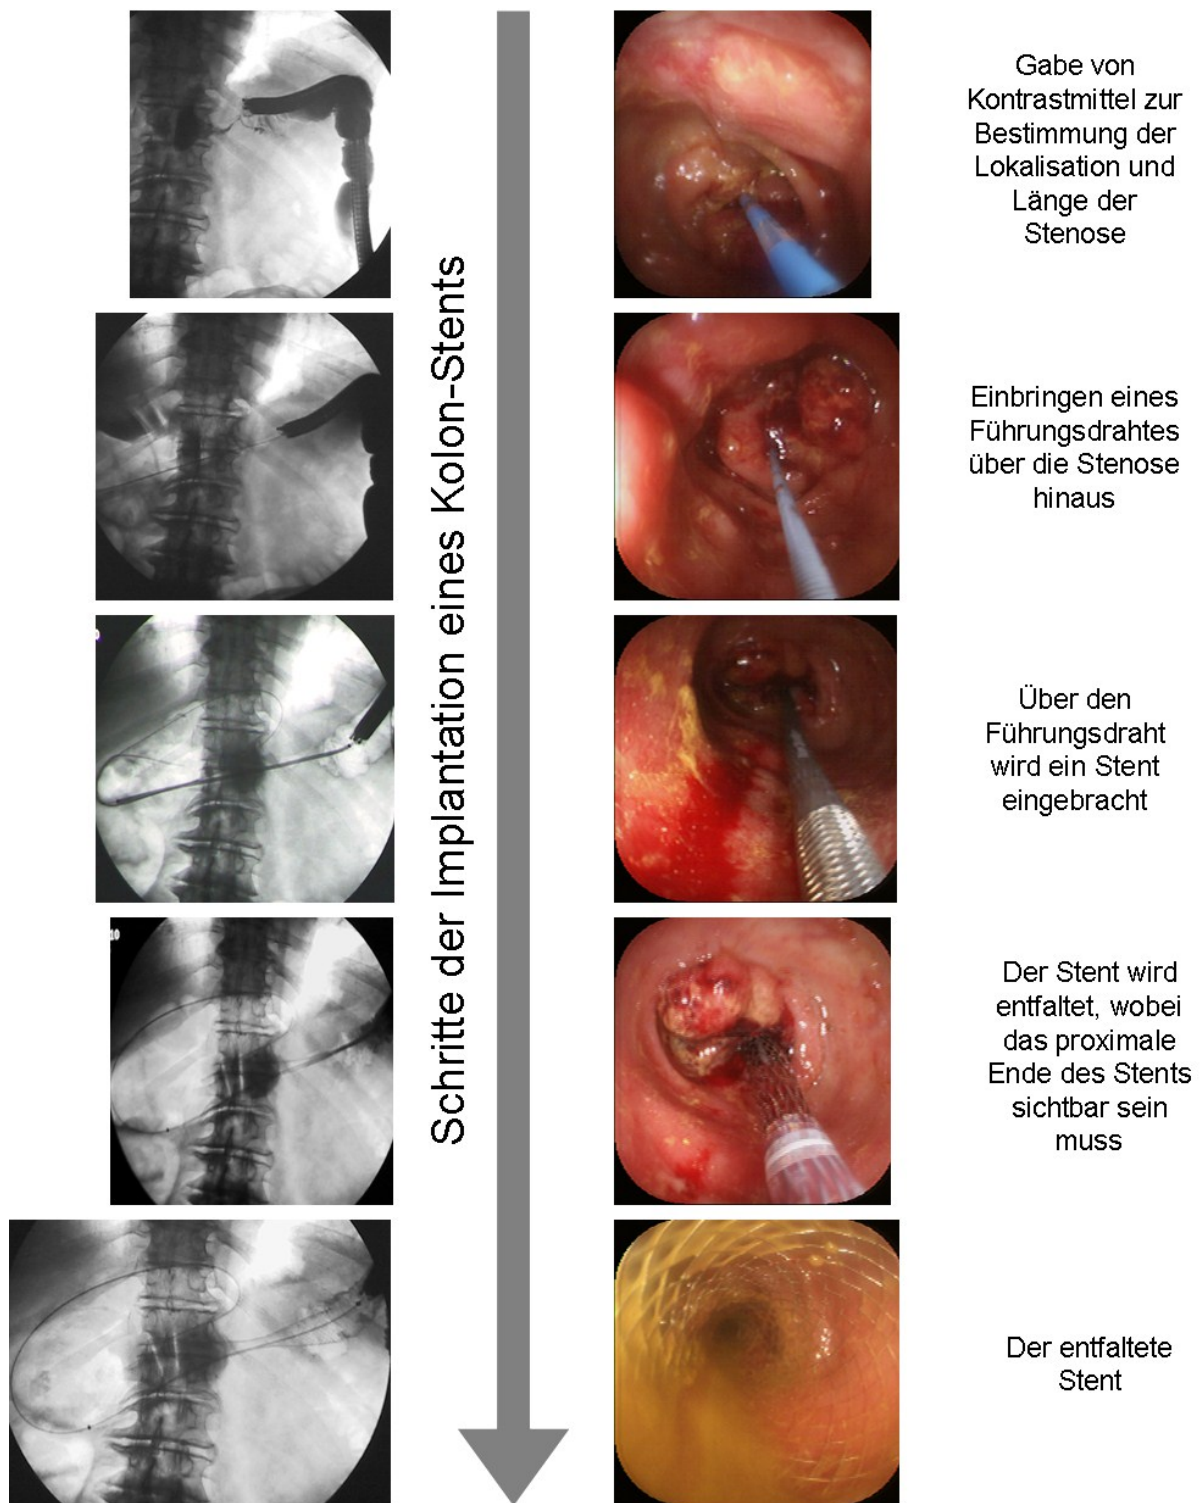 Schritte der Implantation eines Kolon-Stents
Gabe von
Kontrastmittel zur
Bestimmung der
Lokalisation und
Länge der
Stenose
Einbringen eines
Führungsdrahtes
über die Stenose
hinaus
Über den
Führungsdraht
wird ein Stent
eingebracht
Der Stent wird
entfaltet, wobei
das proximale
Ende des Stents
sichtbar sein
muss
Der entfaltete
Stent